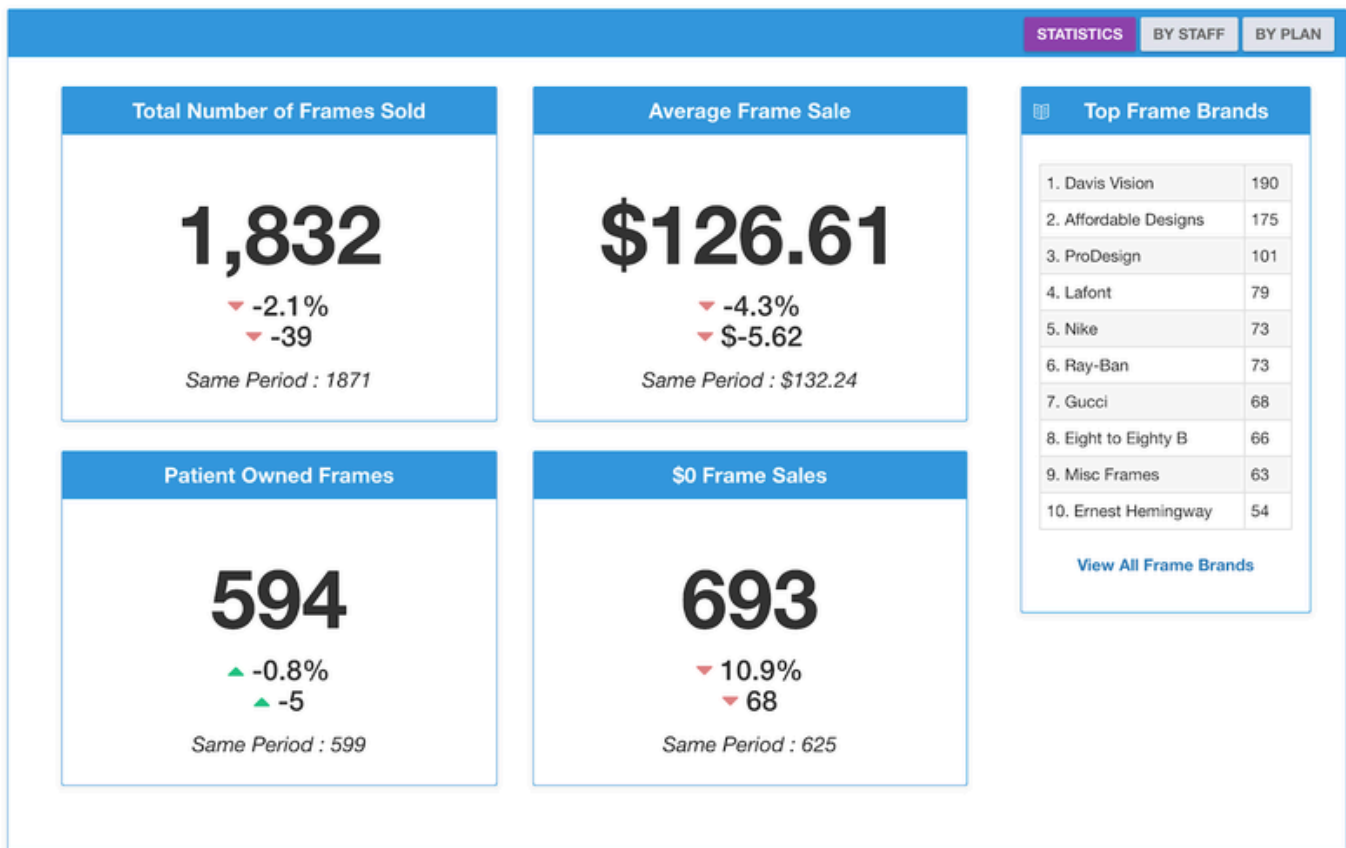 STATISTICS BY STAFF BY PLAN
Total Number of Frames Sold
1,832
-2.1%
-39
Same Period : 1871
Average Frame Sale
$126.61
-4.3%
$-5.62
Same Period : $132.24
Patient Owned Frames
594
-0.8%
-5
Same Period : 599
$0 Frame Sales
693
10.9%
68
Same Period : 625
Top Frame Brands
1. Davis Vision 190
2. Affordable Designs 175
3. ProDesign 101
4. Lafont 79
5. Nike 73
6. Ray-Ban 73
7. Gucci 68
8. Eight to Eighty B 66
9. Misc Frames 63
10. Ernest Hemingway 54
View All Frame Brands